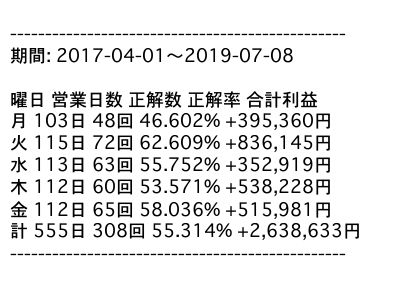 ------------------------------------------------
期間: 2017-04-01～2019-07-08
曜日 営業日数 正解数 正解率 合計利益
月 103日 48回 46.602% +395,360円
火 115日 72回 62.609% +836,145円
水 113日 63回 55.752% +352,919円
木 112日 60回 53.571% +538,228円
金 112日 65回 58.036% +515,981円
計 555日 308回 55.314% +2,638,633円
------------------------------------------------